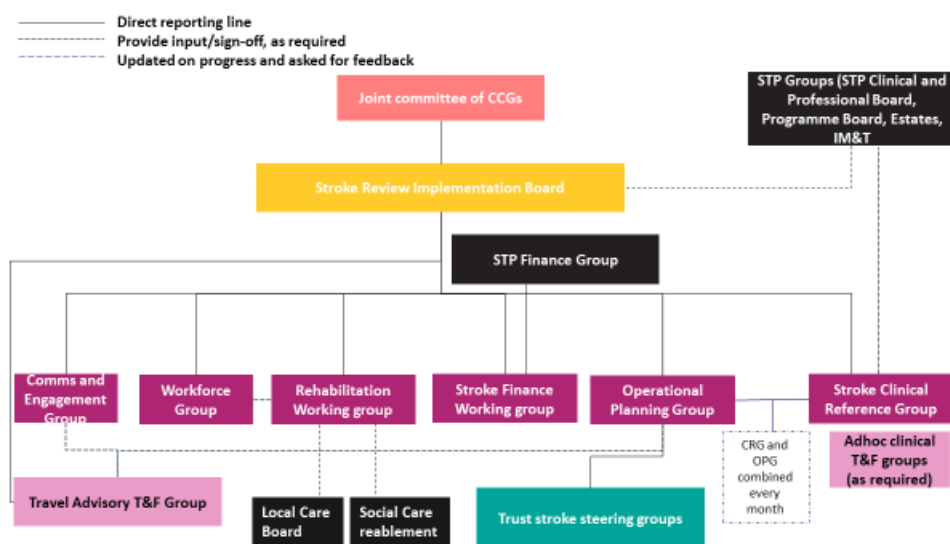 Direct reporting line
Provide input/sign-off, as required
Updated on progress and asked for feedback
Joint committee of CCGs
STP Groups (STP Clinical and
Professional Board,
Programme Board, Estates,
IM&T
Stroke Review Implementation Board
STP Finance Group
Comms and
Engagement
Group
Workforce
Group
Rehabilitation
Working group
Stroke Finance
Working group
Operational
Planning Group
Stroke Clinical
Reference Group
CRG and
OPG
combined
every
month
Adhoc clinical
T&F groups
(as required)
Travel Advisory T&F Group
Local Care
Board
Social Care
reablement
Trust stroke steering groups